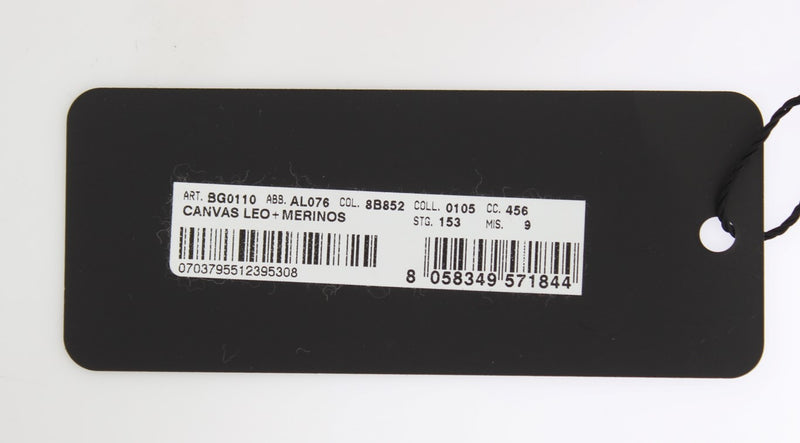 ART. BG0110 ABB. AL076 COL. 8B852 COLL. 0105 CC. 456
CANVAS LEO+MERINOS STG. 153 MIS. 9
0703795512395308
8 058349 571844